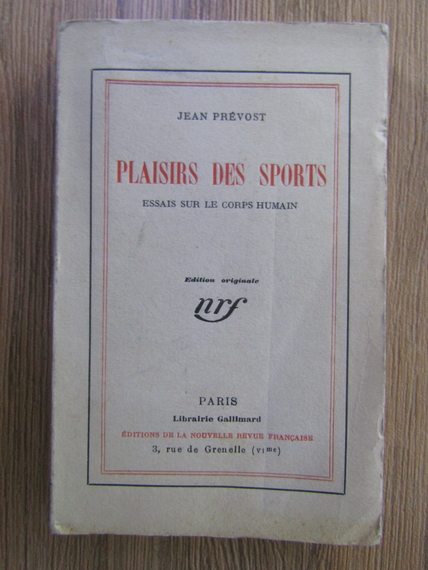 JEAN PRÉVOST
PLAISIRS DES SPORTS
ESSAIS SUR LE CORPS HUMAIN
Edition originale
nrf
PARIS
Librairie Gallimard
ÉDITIONS DE LA NOUVELLE REVUE FRANÇAISE
3, rue de Grenelle (VIme)